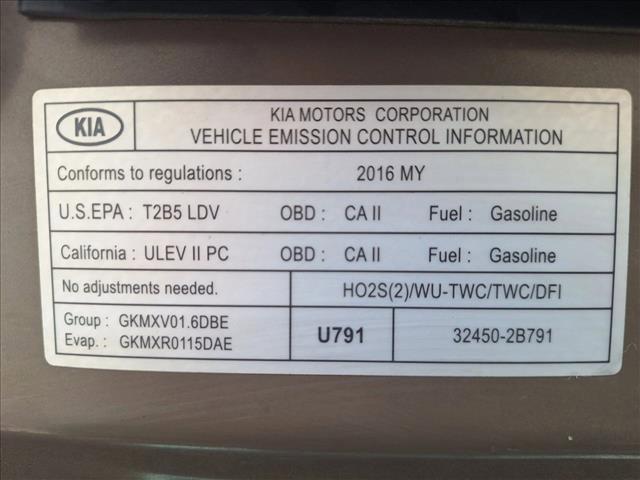 KIA
KIA MOTORS CORPORATION
VEHICLE EMISSION CONTROL INFORMATION
Conforms to regulations : 2016 MY
U.S.EPA : T2B5 LDV OBD : CA II Fuel : Gasoline
California : ULEV II PC OBD : CA II Fuel : Gasoline
No adjustments needed. HO2S(2)/WU-TWC/TWC/DFI
Group : GKMXV01.6DBE
Evap. : GKMXR0115DAE
U791
32450-2B791